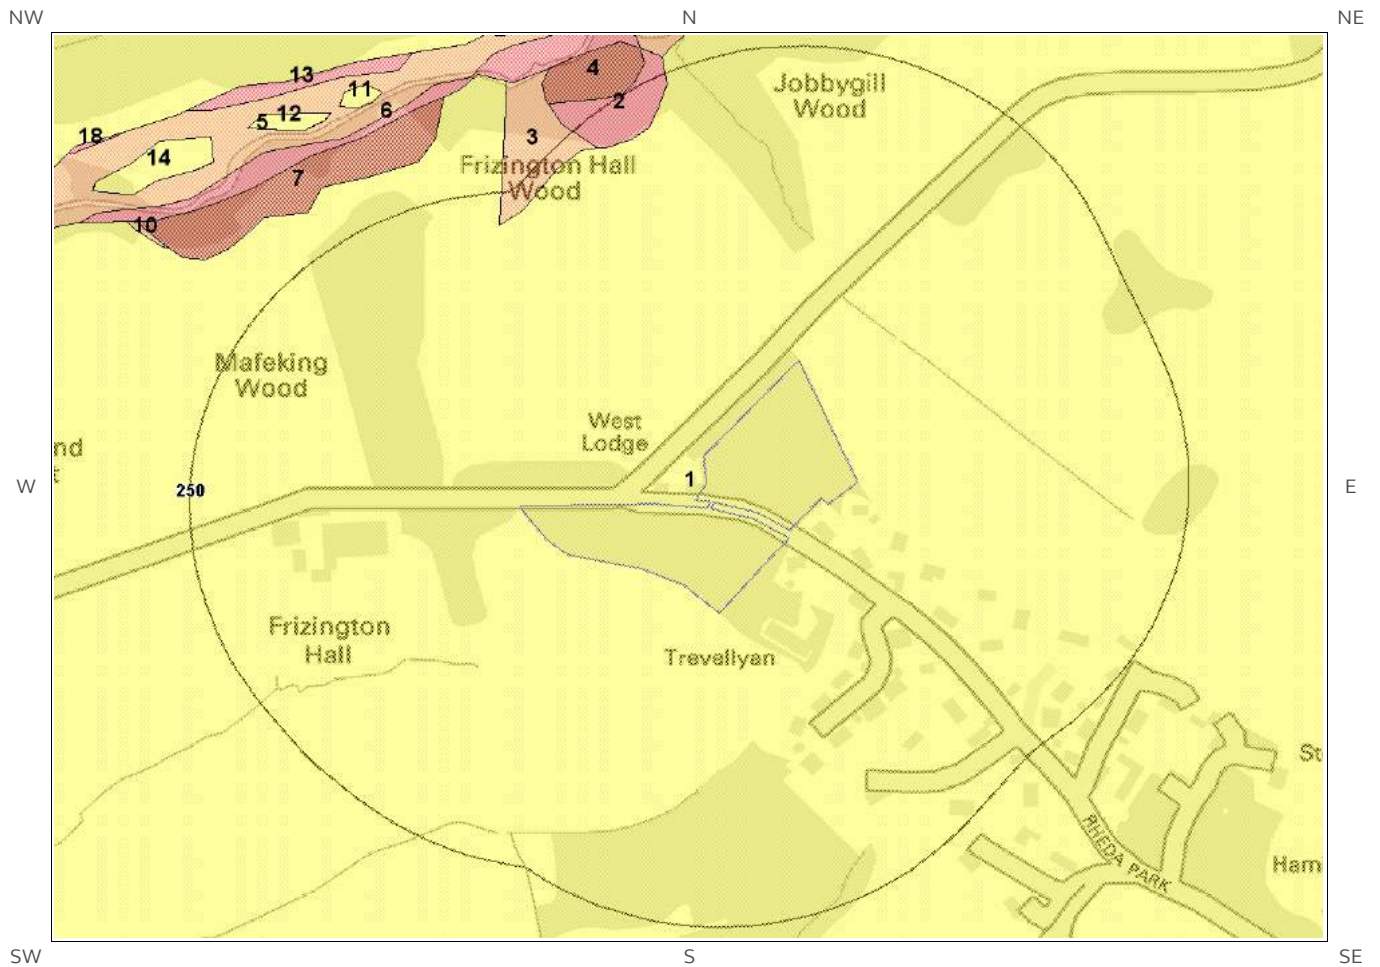 NW
N
NE
13
11
12
5
6
18
14
7
10
4
2
3
Jobbygill
Wood
Frizington Hall
Wood
Mafeking
Wood
West
Lodge
nd
W
250
1
E
Frizington
Hall
Trevellyan
St
RHEDA PARK
Ham
SW
S
SE